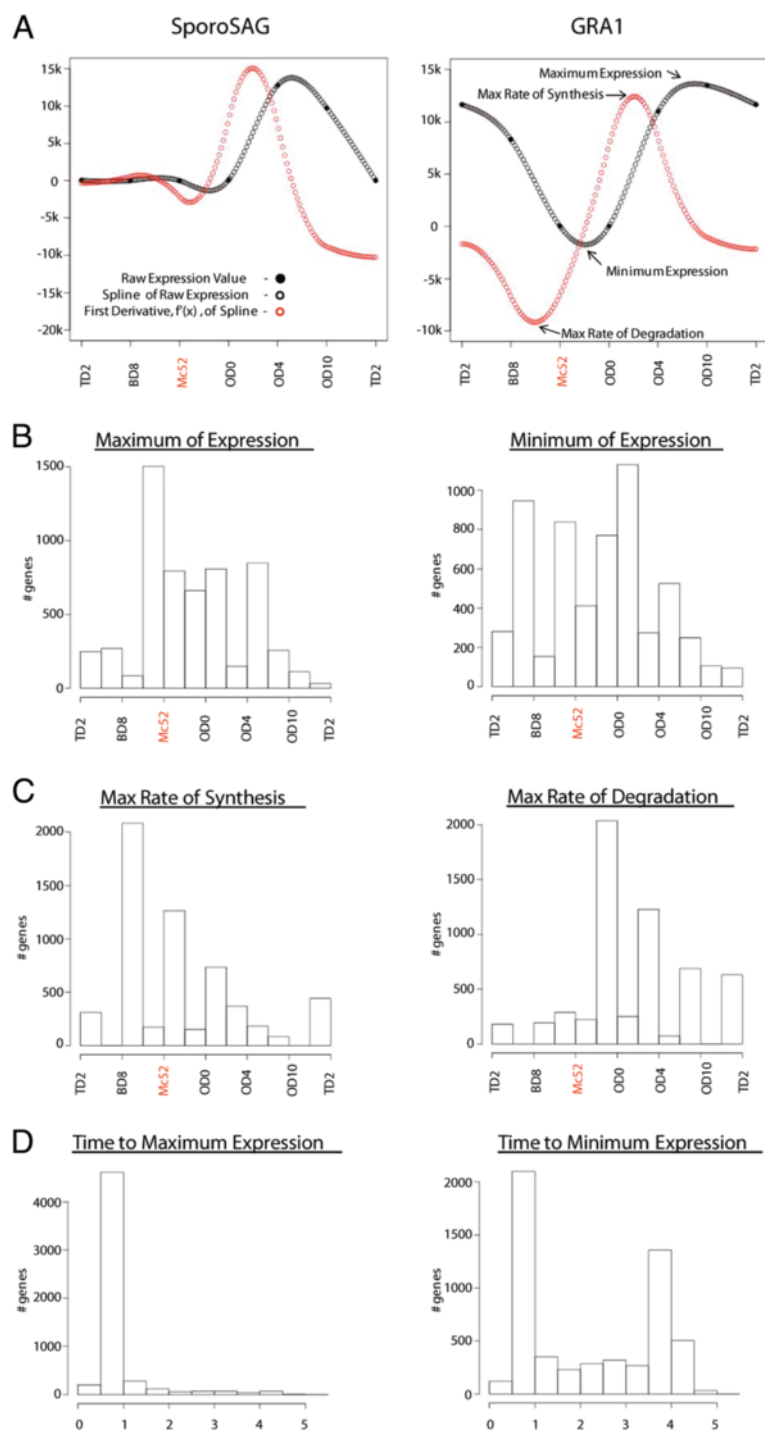 A
SporoSAG
GRA1
15k
10k
5k
0
-5k
-10k
-15k
-20k
Raw Expression Value - ●
Spline of Raw Expression - o
First Derivative, f'(x) , of Spline - o
TD2
BD8
Mc52
OD0
OD4
OD10
TD2
15k
10k
5k
0
-5k
-10k
Maximum Expression
Max Rate of Synthesis
Minimum Expression
Max Rate of Degradation
TD2
BD8
Mc52
OD0
OD4
OD10
TD2
B
Maximum of Expression
# genes
1500
1000
500
0
TD2
BD8
Mc52
OD0
OD4
OD10
TD2
Minimum of Expression
# genes
1000
800
600
400
200
0
TD2
BD8
Mc52
OD0
OD4
OD10
TD2
C
Max Rate of Synthesis
# genes
2000
1500
1000
500
0
TD2
BD8
Mc52
OD0
OD4
OD10
TD2
Max Rate of Degradation
# genes
2000
1500
1000
500
0
TD2
BD8
Mc52
OD0
OD4
OD10
TD2
D
Time to Maximum Expression
# genes
4000
3000
2000
1000
0
0 1 2 3 4 5
Time to Minimum Expression
# genes
2000
1500
1000
500
0
0 1 2 3 4 5